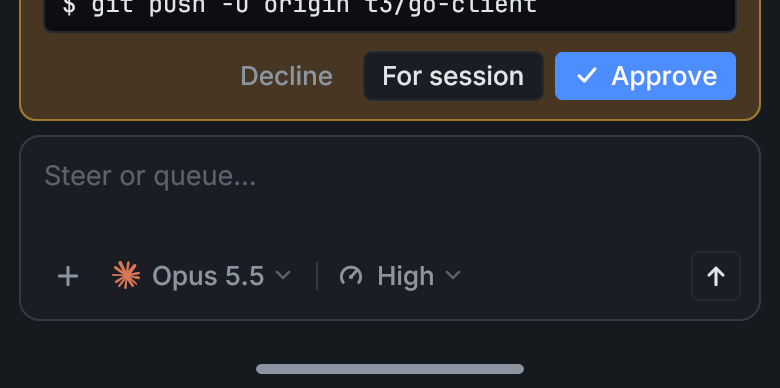 $ git push -u origin t3/go-client
Decline
For session
Approve
Steer or queue...
Opus 5.5
High